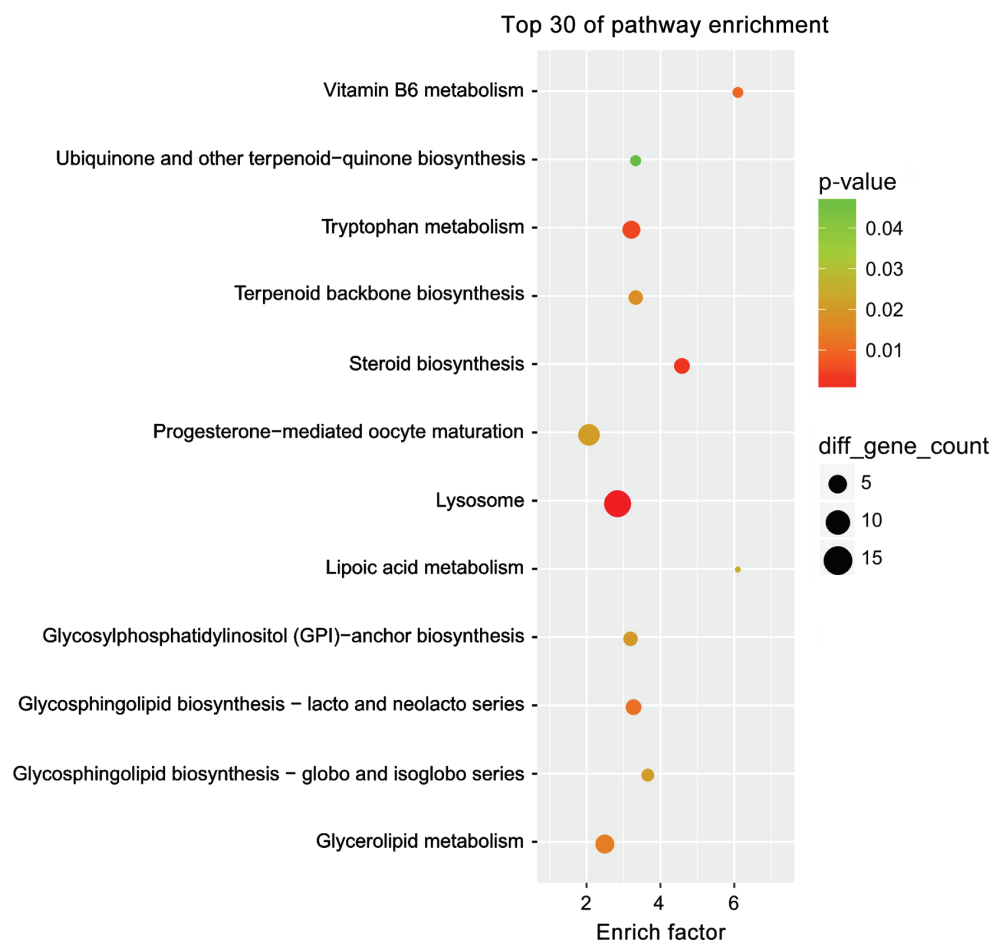 Top 30 of pathway enrichment
Vitamin B6 metabolism
Ubiquinone and other terpenoid−quinone biosynthesis
Tryptophan metabolism
Terpenoid backbone biosynthesis
Steroid biosynthesis
Progesterone−mediated oocyte maturation
Lysosome
Lipoic acid metabolism
Glycosylphosphatidylinositol (GPI)−anchor biosynthesis
Glycosphingolipid biosynthesis − lacto and neolacto series
Glycosphingolipid biosynthesis − globo and isoglobo series
Glycerolipid metabolism
2 4 6
Enrich factor
p-value
0.04
0.03
0.02
0.01
diff_gene_count
5
10
15